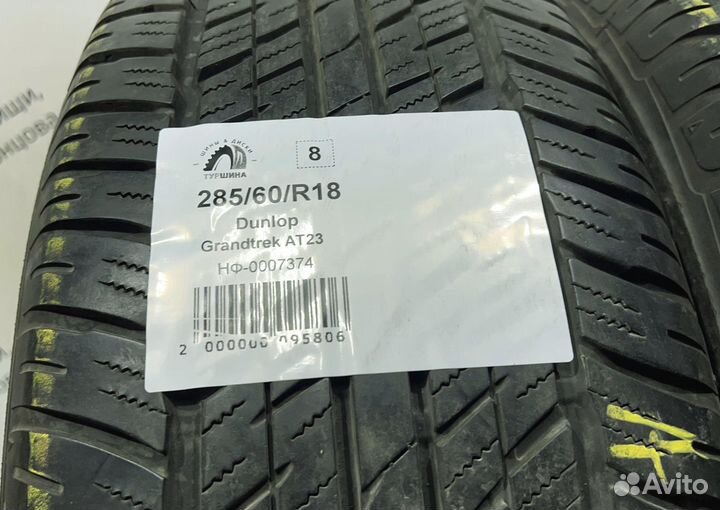 ШИНЫ & ДИСКИ
ТУРШИНА
8
285/60/R18
Dunlop
Grandtrek AT23
НФ-0007374
2 000000 095806
Avito